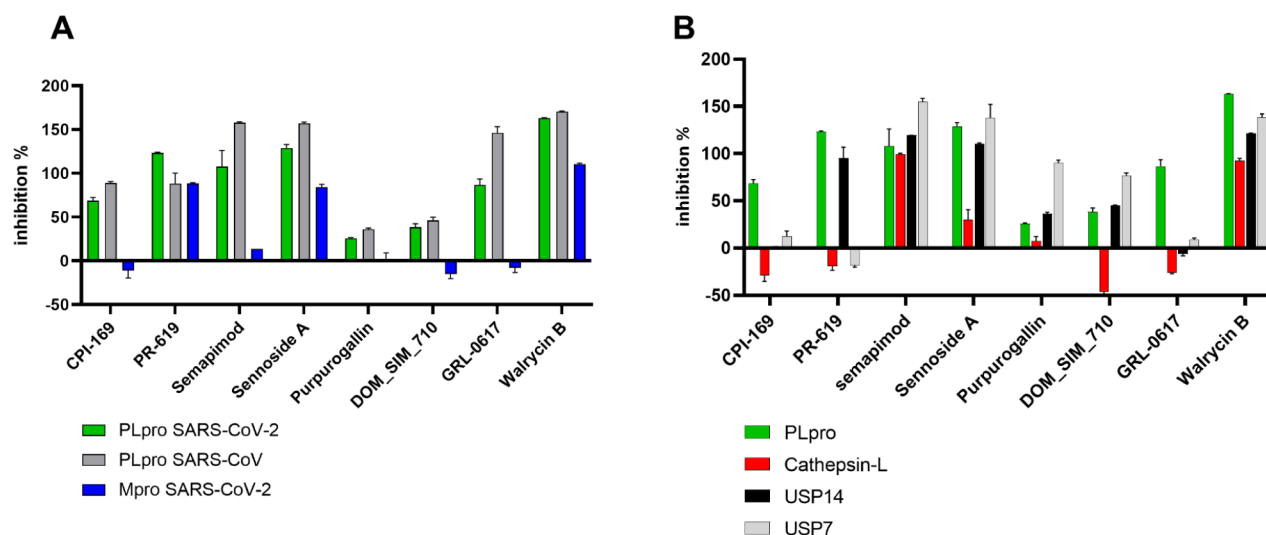 A
inhibition %
200
150
100
50
0
-50
CPI-169
PR-619
Semapimod
Sennoside A
Purpurogallin
DOM_SIM_710
GRL-0617
Walrycin B
PLpro SARS-CoV-2
PLpro SARS-CoV
Mpro SARS-CoV-2
B
inhibition %
200
150
100
50
0
-50
CPI-169
PR-619
semapimod
Sennoside A
Purpurogallin
DOM_SIM_710
GRL-0617
Walrycin B
PLpro
Cathepsin-L
USP14
USP7